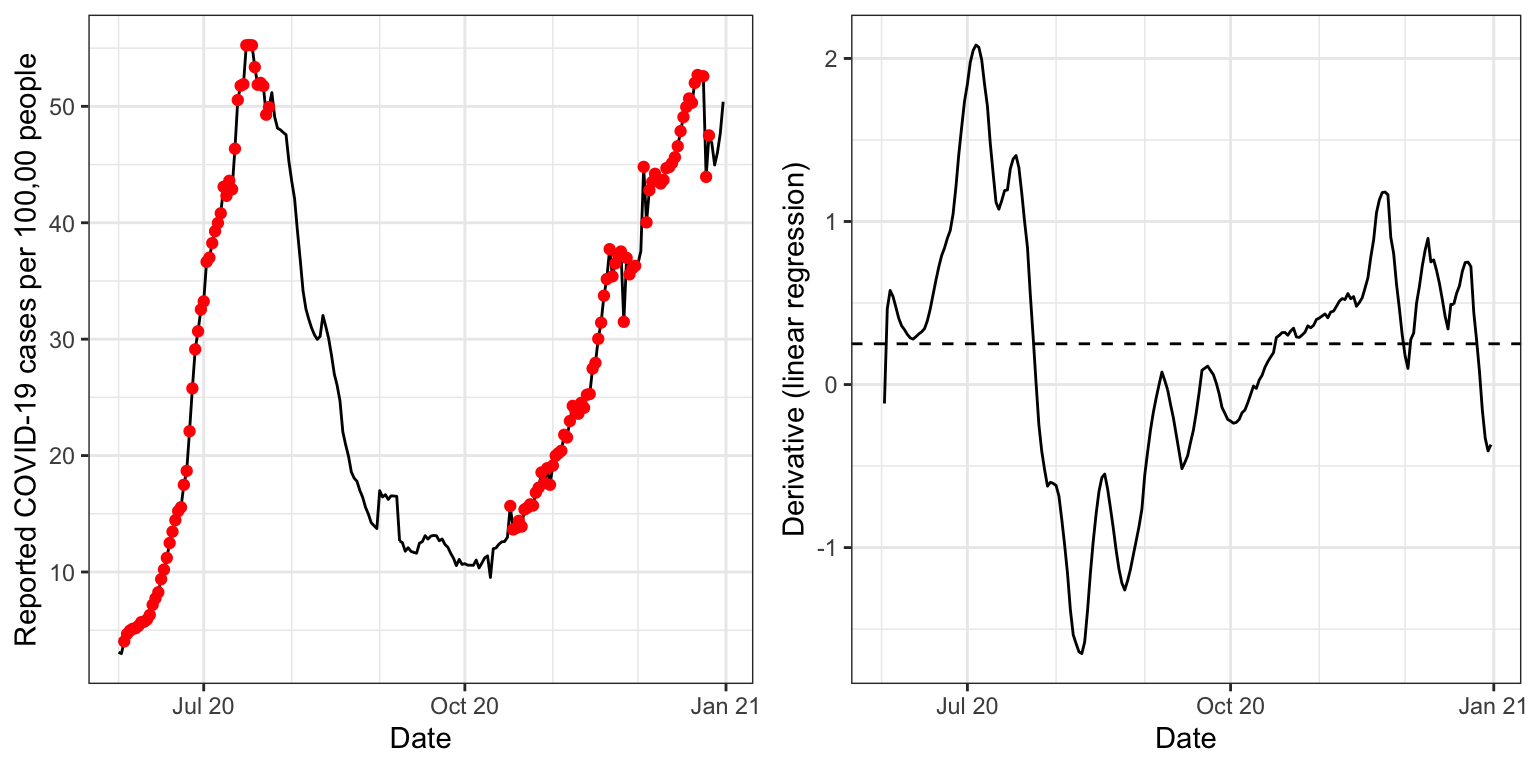 Reported COVID-19 cases per 100,00 people
50
40
30
20
10
Jul 20
Oct 20
Jan 21
Date
Derivative (linear regression)
2
1
0
-1
Jul 20
Oct 20
Jan 21
Date